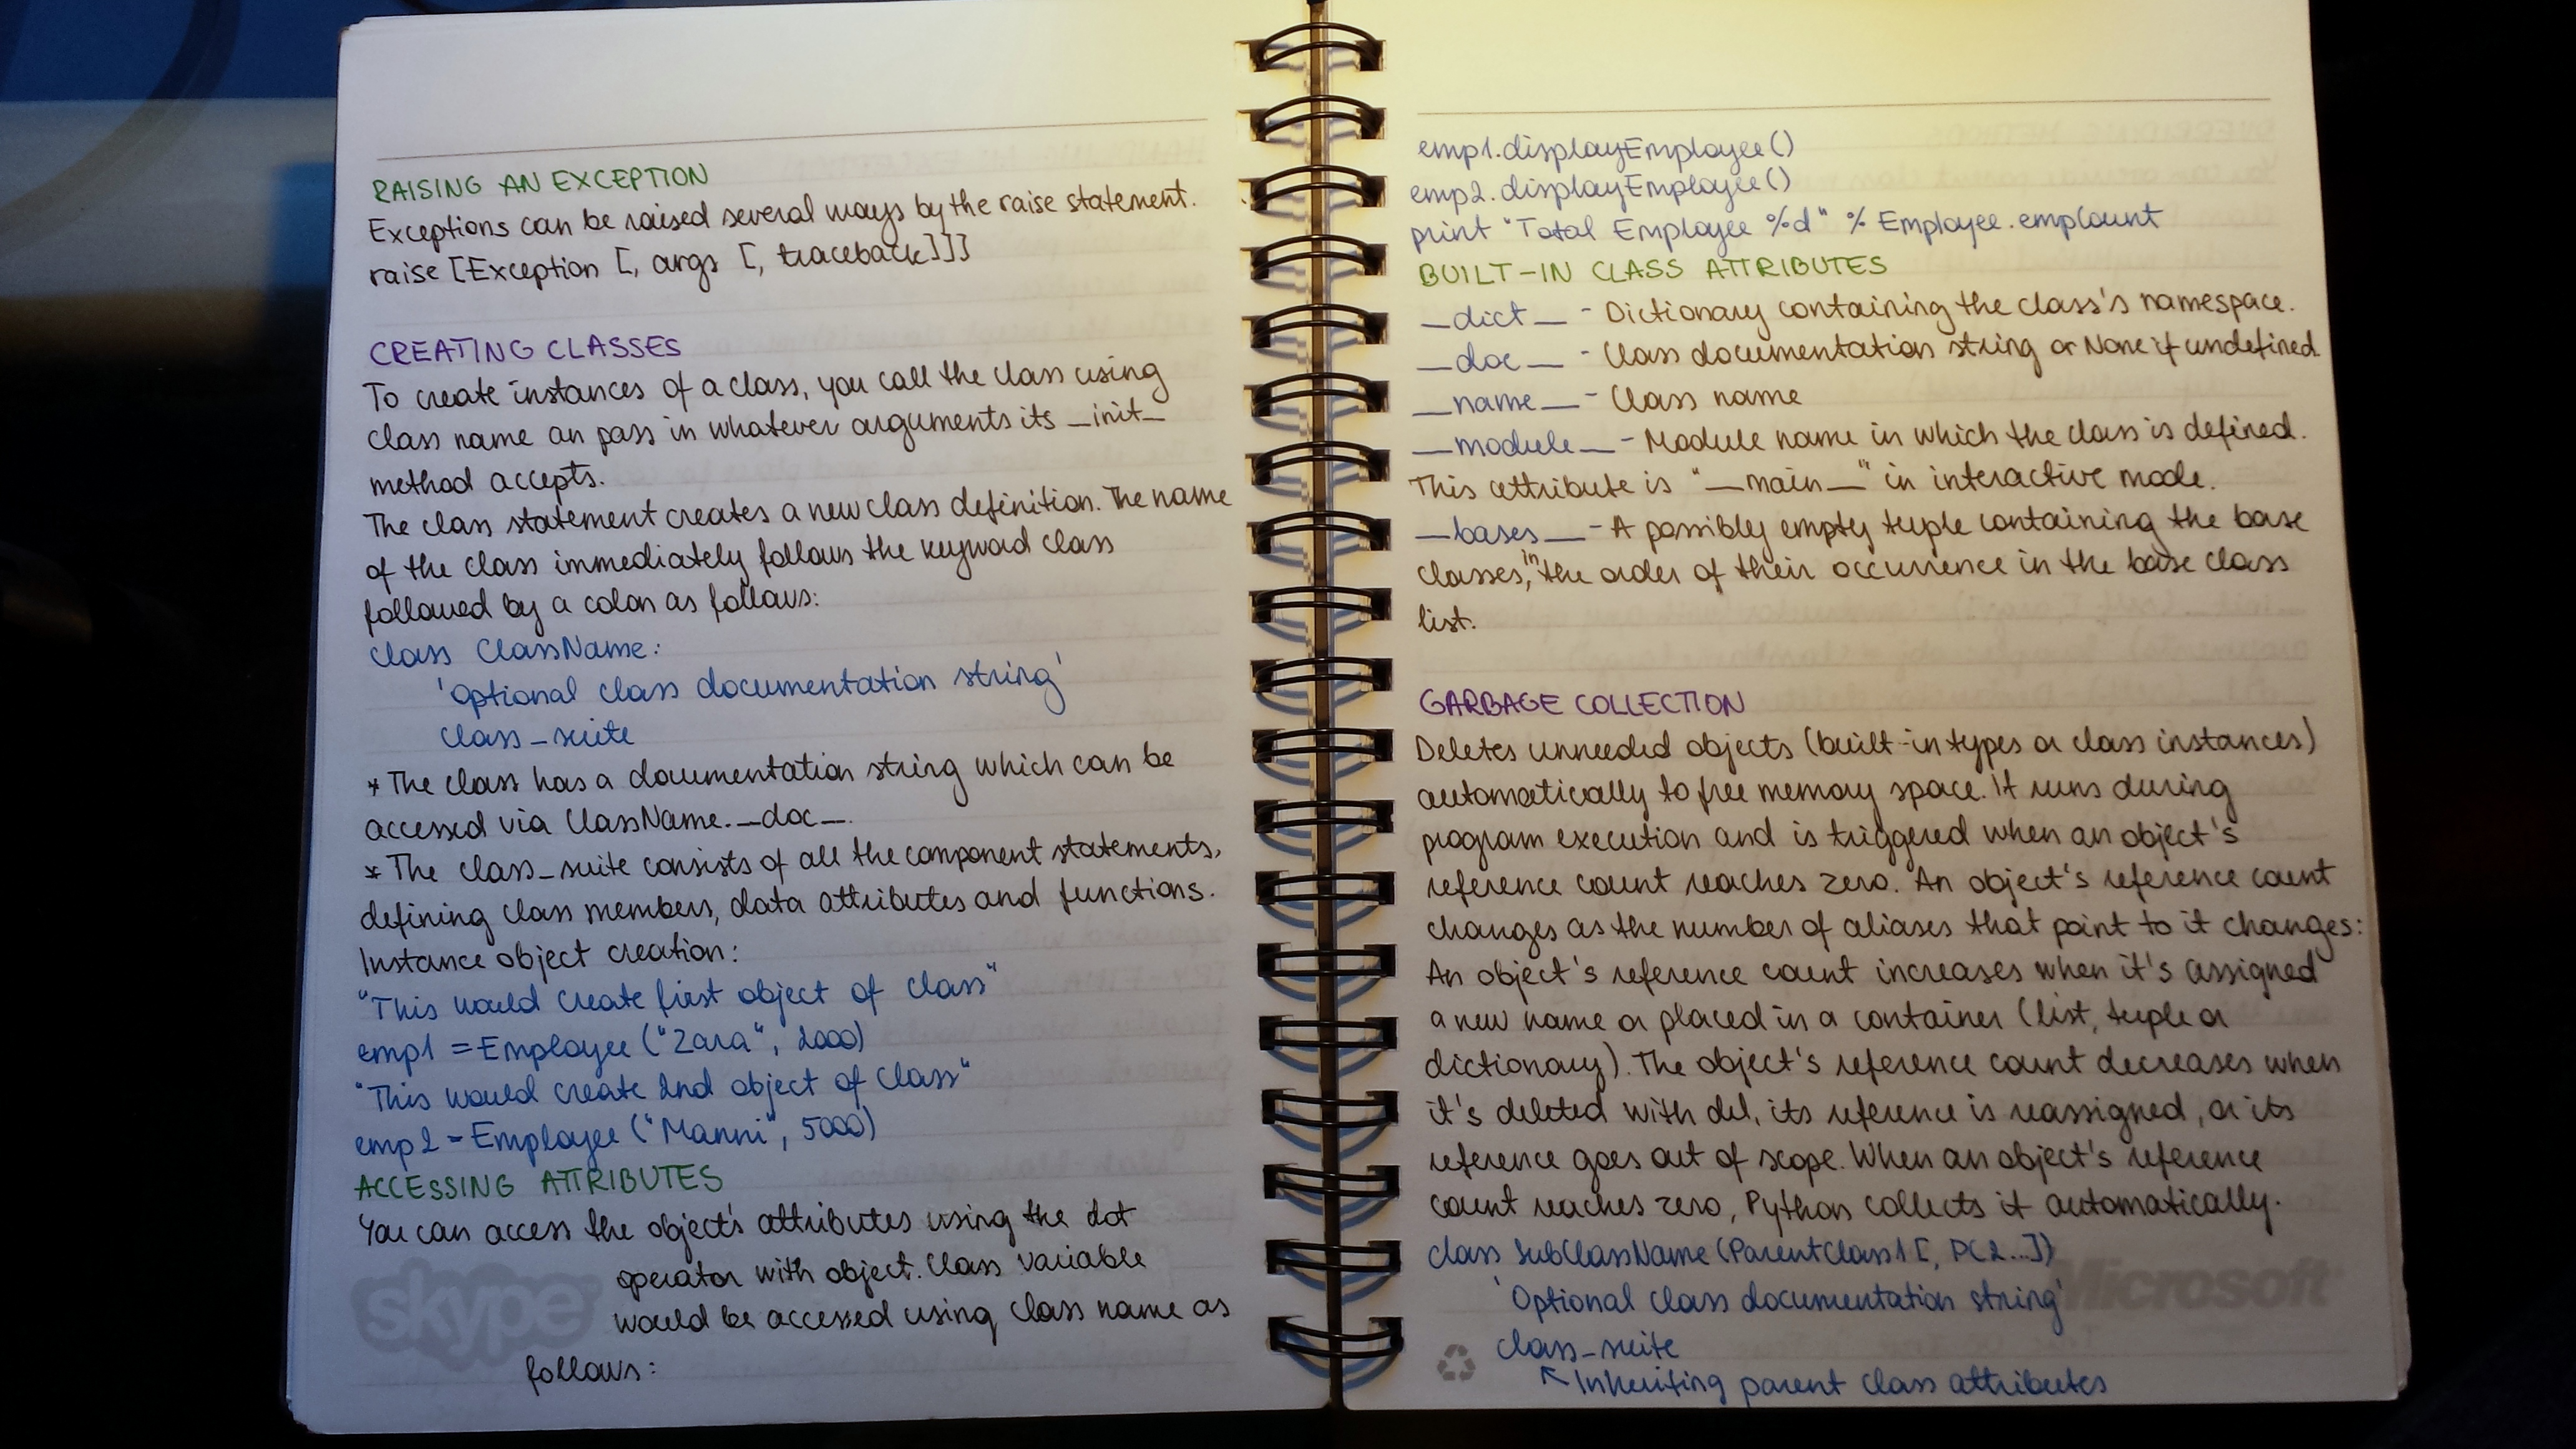 RAISING AN EXCEPTION
Exceptions can be raised several ways by the raise statement.
raise [Exception [, args [, traceback]]]
CREATING CLASSES
To create instances of a class, you call the class using
class name an pass in whatever arguments its _init_
method accepts.
The class statement creates a new class definition. The name
of the class immediately follows the keyword class
followed by a colon as follows:
class ClassName:
'Optional class documentation string'
class_suite
* The class has a documentation string which can be
accessed via ClassName.__doc__.
* The class_suite consists of all the component statements,
defining class members, data attributes and functions.
Instance object creation:
"This would create first object of class"
emp1 = Employee ("Zara", 2000)
"This would create 2nd object of class"
emp2 = Employee ("Manni", 5000)
ACCESSING ATTRIBUTES
You can access the object's attributes using the dot
operator with object. Class variable
would be accessed using class name as
follows:
skype
emp1.displayEmployee()
emp2.displayEmployee()
print "Total Employee %d" % Employee.empCount
BUILT-IN CLASS ATTRIBUTES
__dict__ - Dictionary containing the class's namespace.
__doc__ - Class documentation string or None if undefined.
__name__ - Class name
__module__ - Module name in which the class is defined.
This attribute is "__main__" in interactive mode.
__bases__ - A possibly empty tuple containing the base
classes, in the order of their occurrence in the base class
list.
GARBAGE COLLECTION
Deletes unneeded objects (built-in types or class instances)
automatically to free memory space. It runs during
program execution and is triggered when an object's
reference count reaches zero. An object's reference count
changes as the number of aliases that point to it changes:
An object's reference count increases when it's assigned
a new name or placed in a container (list, tuple or
dictionary). The object's reference count decreases when
it's deleted with del, its reference is reassigned, or its
reference goes out of scope. When an object's reference
count reaches zero, Python collects it automatically.
class SubClassName (ParentClass1 [, PC2...])
'Optional class documentation string'
class_suite
↖ Inheriting parent class attributes
Microsoft